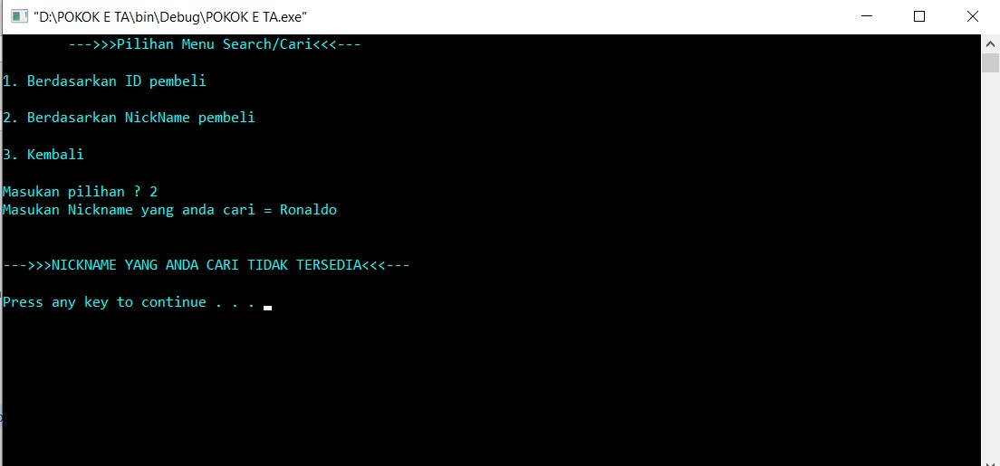 "D:\POKOK E TA\bin\Debug\POKOK E TA.exe"
--->>>Pilihan Menu Search/Cari<<<---
1. Berdasarkan ID pembeli
2. Berdasarkan NickName pembeli
3. Kembali
Masukan pilihan ? 2
Masukan Nickname yang anda cari = Ronaldo
--->>>NICKNAME YANG ANDA CARI TIDAK TERSEDIA<<<---
Press any key to continue . . .